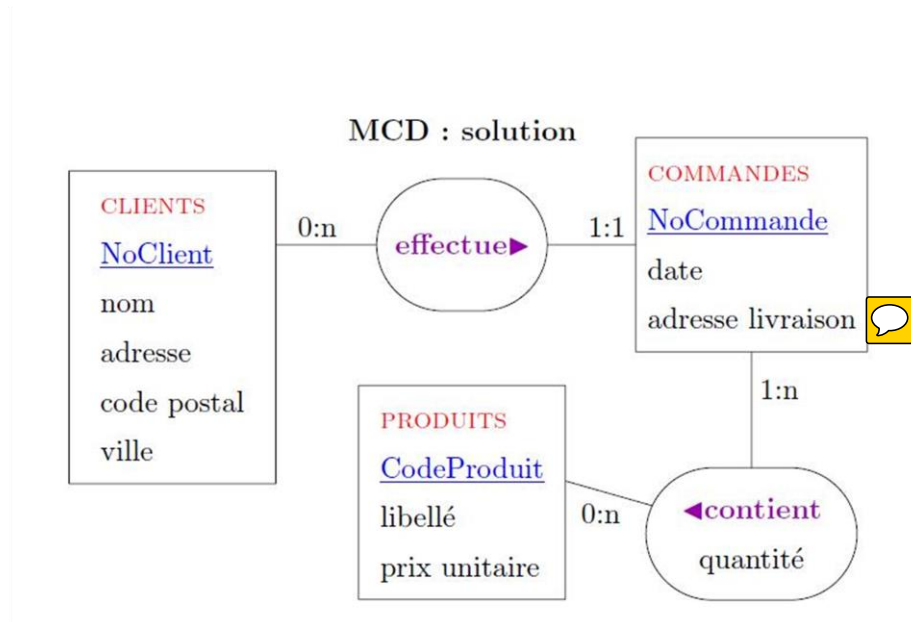 MCD : solution
CLIENTS
NoClient
nom
adresse
code postal
ville
0:n
effectue▶
1:1
COMMANDES
NoCommande
date
adresse livraison
1:n
PRODUITS
CodeProduit
libellé
prix unitaire
0:n
◀contient
quantité